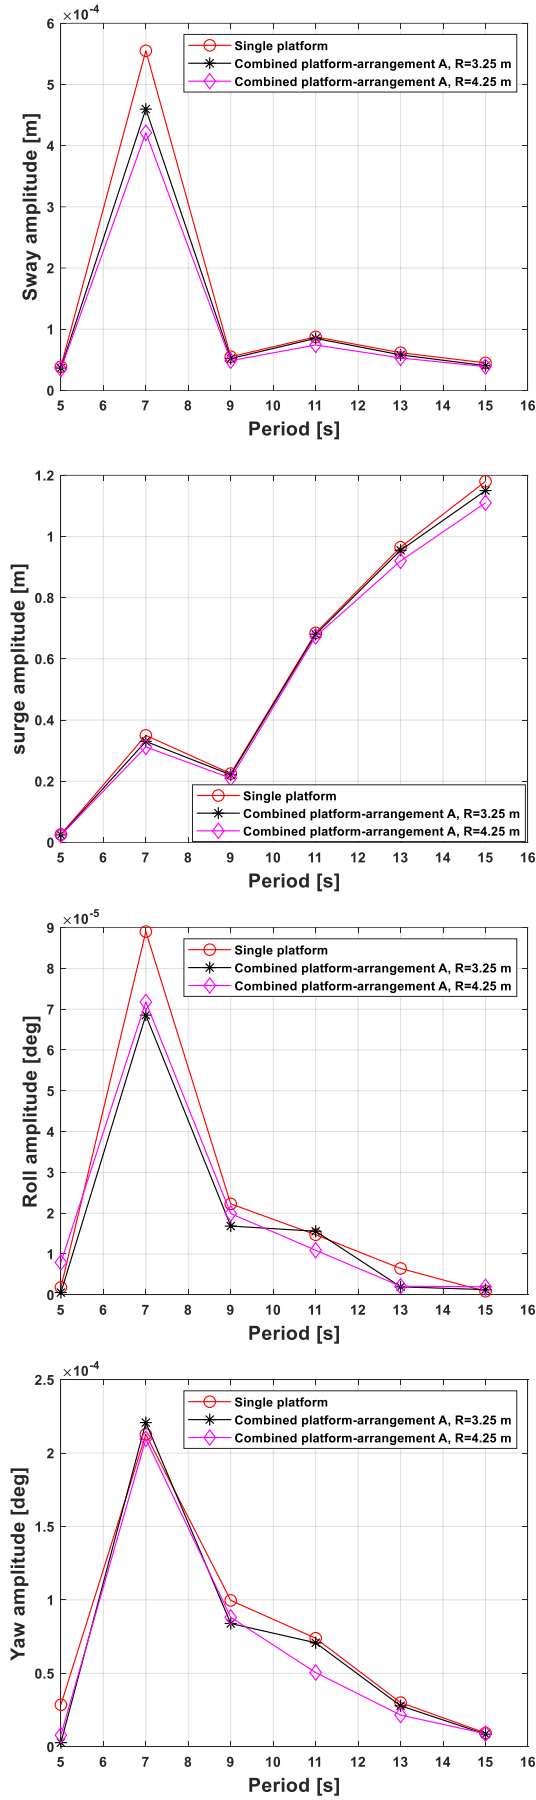 ×10-4
6
5
4
3
2
1
0
Sway amplitude [m]
Single platform
Combined platform-arrangement A, R=3.25 m
Combined platform-arrangement A, R=4.25 m
5 6 7 8 9 10 11 12 13 14 15 16
Period [s]
1.2
1
0.8
0.6
0.4
0.2
0
surge amplitude [m]
Single platform
Combined platform-arrangement A, R=3.25 m
Combined platform-arrangement A, R=4.25 m
5 6 7 8 9 10 11 12 13 14 15 16
Period [s]
×10-5
9
8
7
6
5
4
3
2
1
0
Roll amplitude [deg]
Single platform
Combined platform-arrangement A, R=3.25 m
Combined platform-arrangement A, R=4.25 m
5 6 7 8 9 10 11 12 13 14 15 16
Period [s]
×10-4
2.5
2
1.5
1
0.5
0
Yaw amplitude [deg]
Single platform
Combined platform-arrangement A, R=3.25 m
Combined platform-arrangement A, R=4.25 m
5 6 7 8 9 10 11 12 13 14 15 16
Period [s]